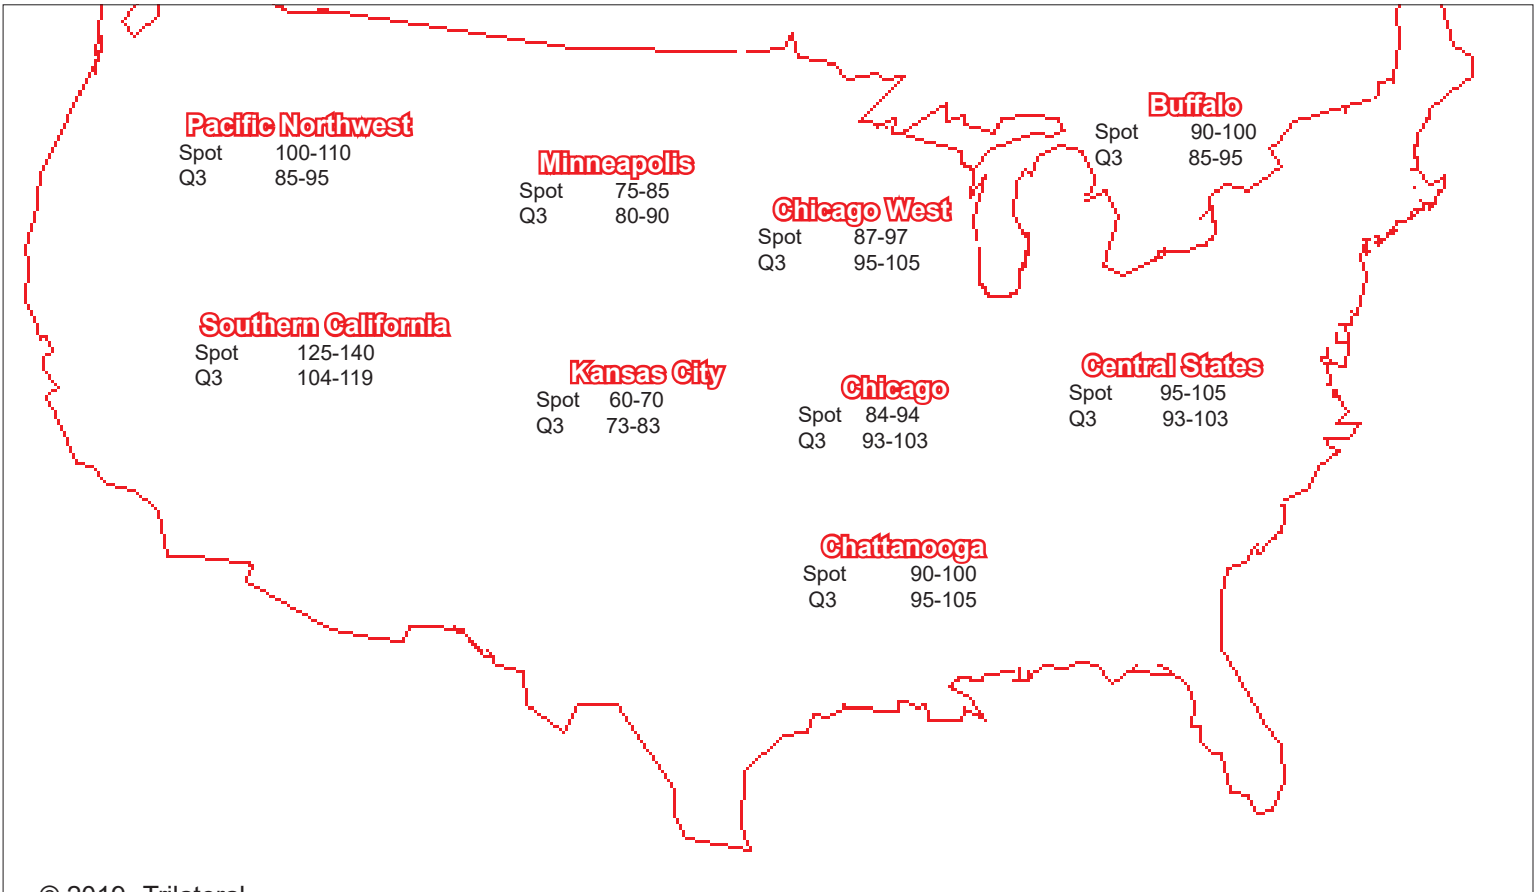 Pacific Northwest
Spot 100-110
Q3 85-95
Minneapolis
Spot 75-85
Q3 80-90
Chicago West
Spot 87-97
Q3 95-105
Buffalo
Spot 90-100
Q3 85-95
Southern California
Spot 125-140
Q3 104-119
Kansas City
Spot 60-70
Q3 73-83
Chicago
Spot 84-94
Q3 93-103
Central States
Spot 95-105
Q3 93-103
Chattanooga
Spot 90-100
Q3 95-105
© 2019 Trilateral